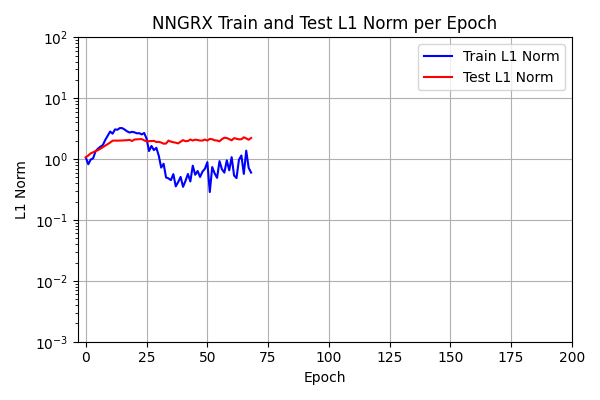 NNGRX Train and Test L1 Norm per Epoch
Train L1 Norm
Test L1 Norm
L1 Norm
10²
10¹
10⁰
10⁻¹
10⁻²
10⁻³
0 25 50 75 100 125 150 175 200
Epoch